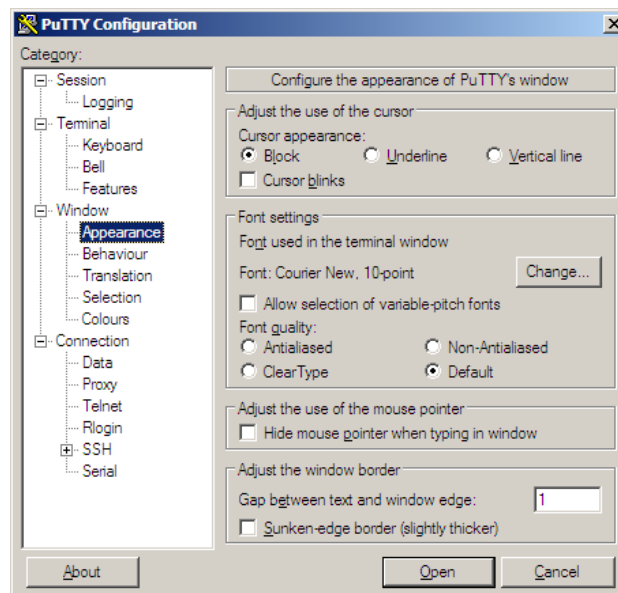 PuTTY Configuration
Category:
Session
Logging
Terminal
Keyboard
Bell
Features
Window
Appearance
Behaviour
Translation
Selection
Colours
Connection
Data
Proxy
Telnet
Rlogin
SSH
Serial
Configure the appearance of PuTTY's window
Adjust the use of the cursor
Cursor appearance:
Block Underline Vertical line
Cursor blinks
Font settings
Font used in the terminal window
Font: Courier New, 10-point Change...
Allow selection of variable-pitch fonts
Font quality:
Antialiased Non-Antialiased
ClearType Default
Adjust the use of the mouse pointer
Hide mouse pointer when typing in window
Adjust the window border
Gap between text and window edge: 1
Sunken-edge border (slightly thicker)
About Open Cancel